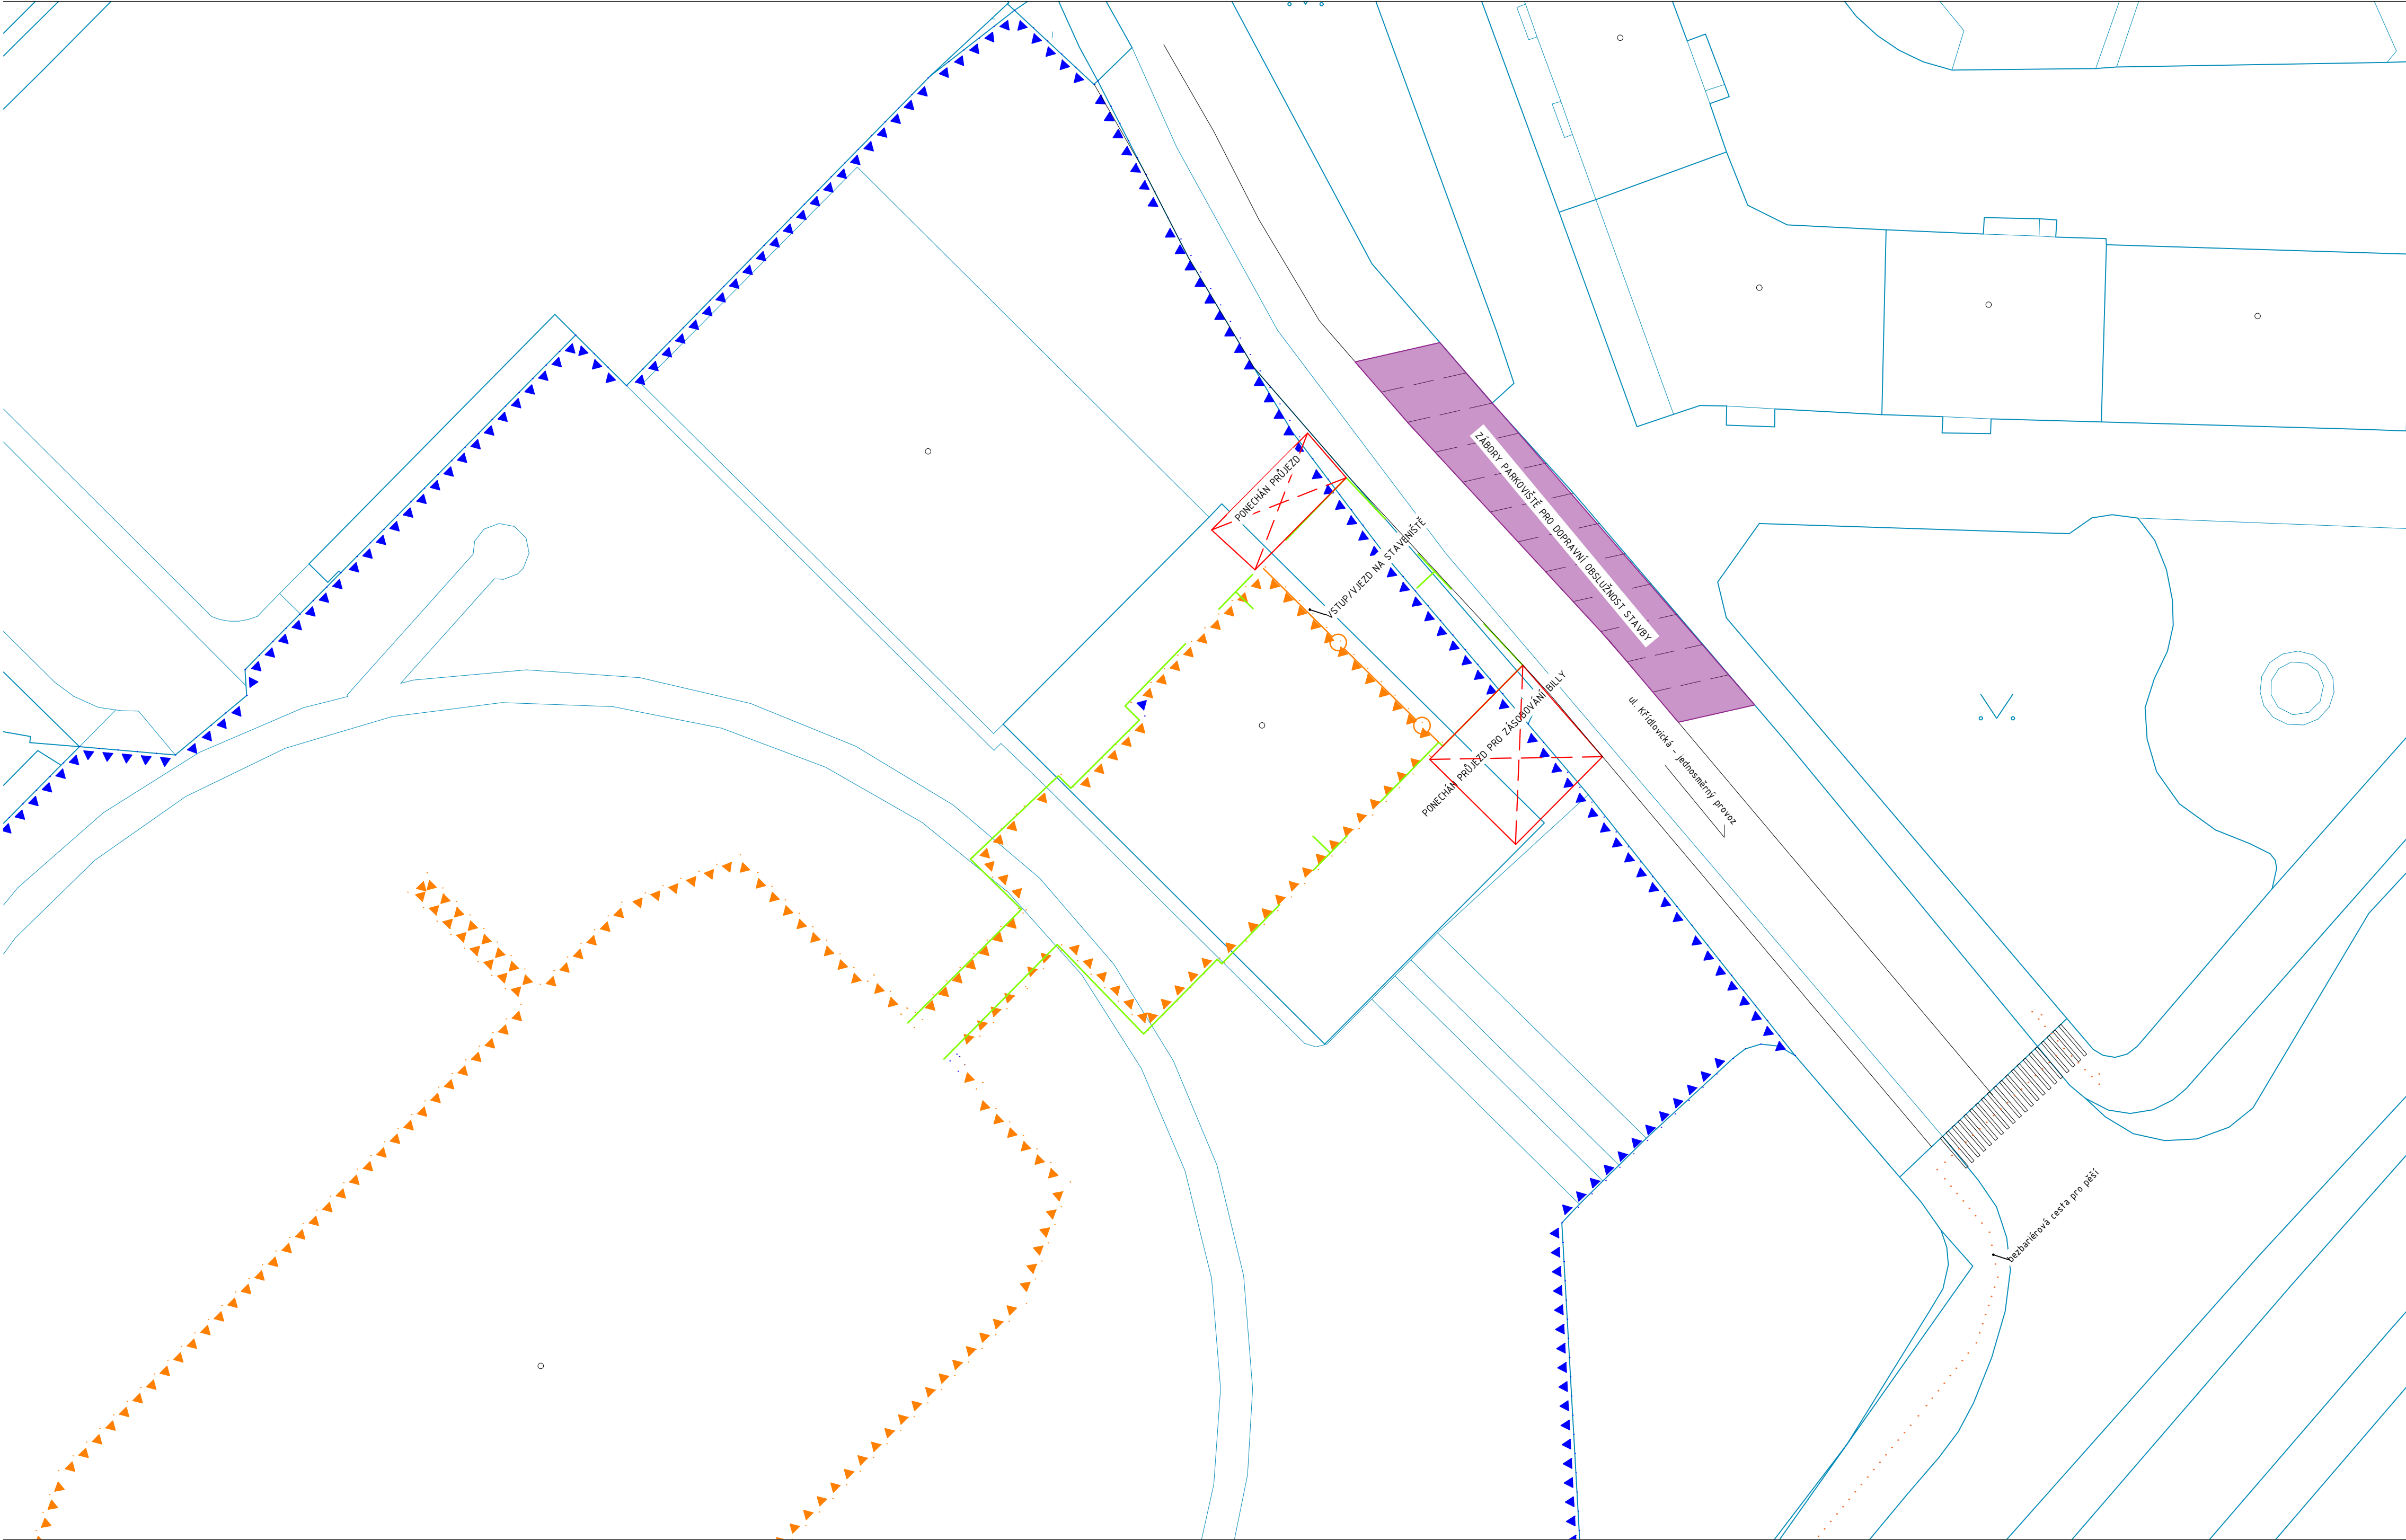 PONECHÁN PRŮJEZD
VSTUP/VJEZD NA STAVENIŠTĚ
ZÁBORY PARKOVIŠTĚ PRO DOPRAVNÍ OBSLUŽNOST STAVBY
PONECHÁN PRŮJEZD PRO ZÁSOBOVÁNÍ BILLY
ul. Křídlovická - jednosměrný provoz
bezbariérová cesta pro pěší